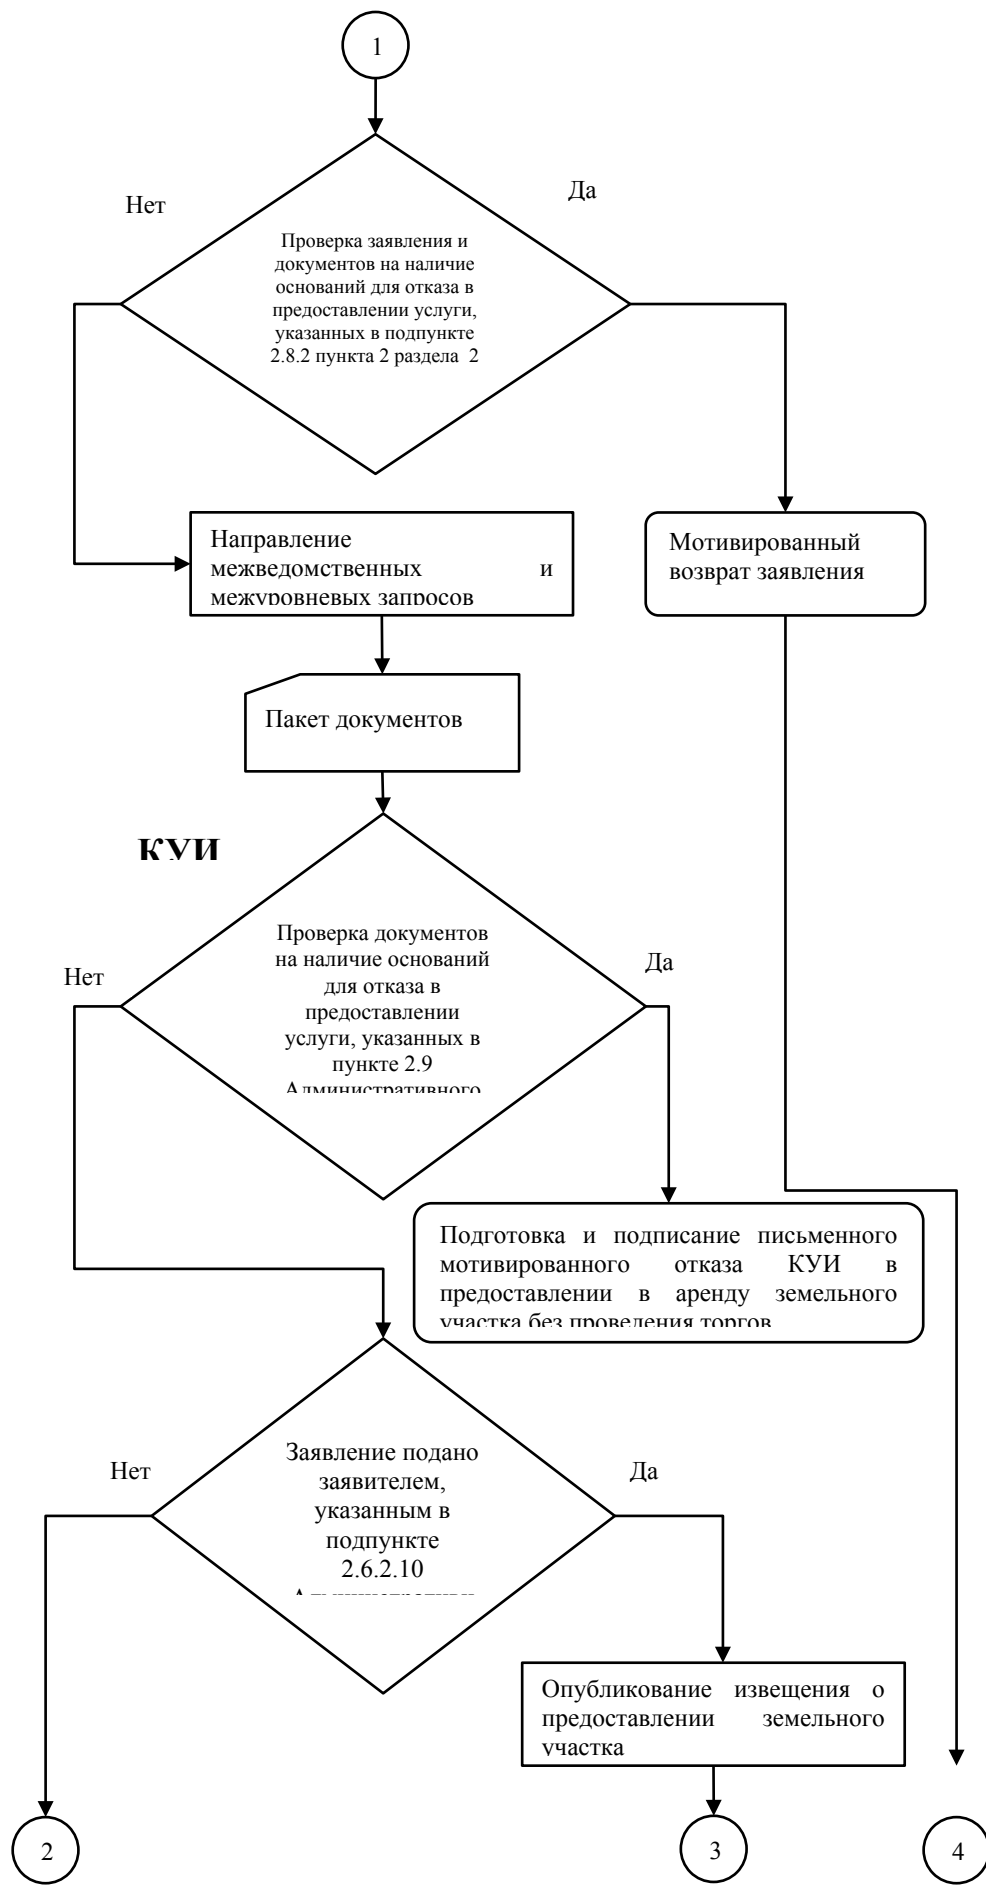 1
Нет
Да
Проверка заявления и
документов на наличие
оснований для отказа в
предоставлении услуги,
указанных в подпункте
2.8.2 пункта 2 раздела 2
Направление
межведомственных и
межуровневых запросов
Мотивированный
возврат заявления
Пакет документов
КУИ
Нет
Да
Проверка документов
на наличие оснований
для отказа в
предоставлении
услуги, указанных в
пункте 2.9
Административного
Подготовка и подписание письменного
мотивированного отказа КУИ в
предоставлении в аренду земельного
участка без проведения торгов
Нет
Да
Заявление подано
заявителем,
указанным в
подпункте
2.6.2.10
Опубликование извещения о
предоставлении земельного
участка
2
3
4